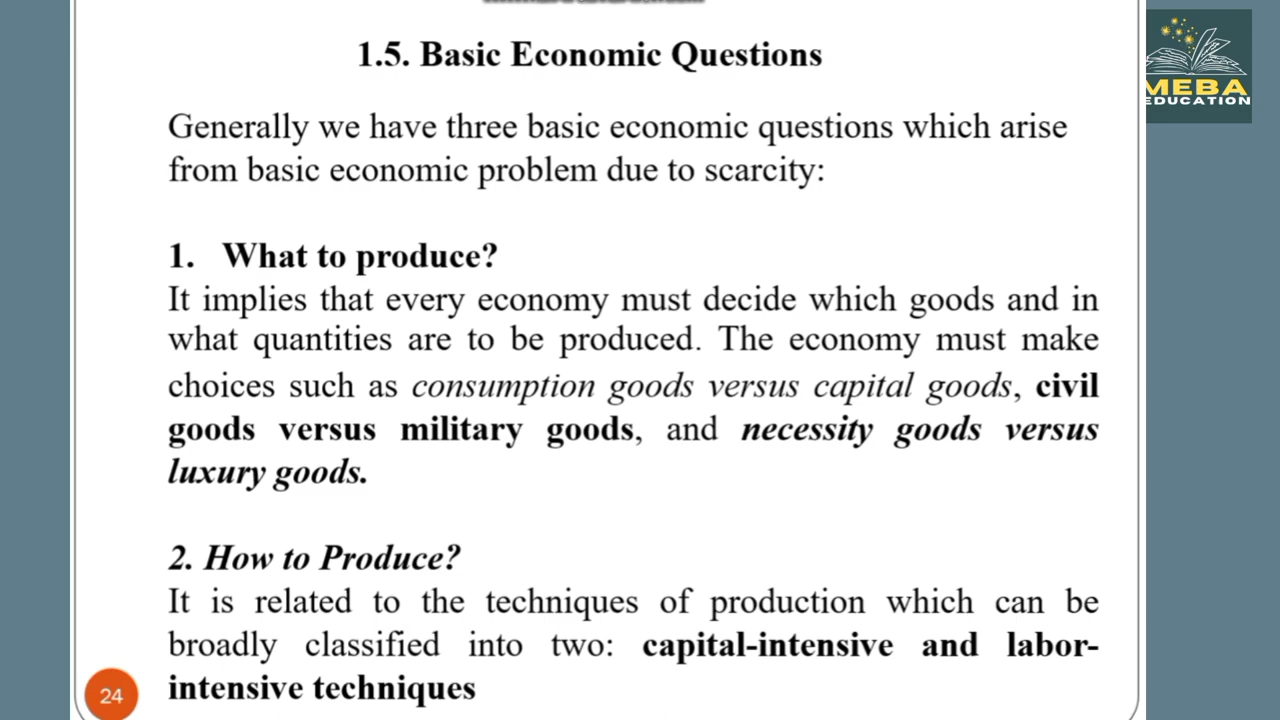 1.5. Basic Economic Questions
MEBA
EDUCATION
Generally we have three basic economic questions which arise
from basic economic problem due to scarcity:
1. What to produce?
It implies that every economy must decide which goods and in
what quantities are to be produced. The economy must make
choices such as consumption goods versus capital goods, civil
goods versus military goods, and necessity goods versus
luxury goods.
2. How to Produce?
It is related to the techniques of production which can be
broadly classified into two: capital-intensive and labor-
intensive techniques
24